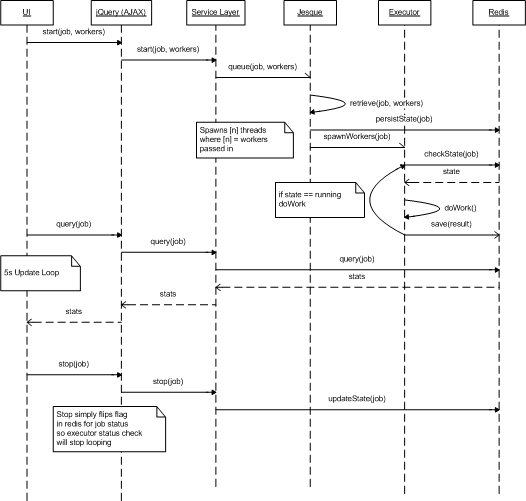 UI
jQuery (AJAX)
Service Layer
Jesque
Executor
Redis
start(job, workers)
start(job, workers)
queue(job, workers)
retrieve(job, workers)
persistState(job)
Spawns [n] threads
where [n] = workers
passed in
spawnWorkers(job)
checkState(job)
state
if state == running
doWork
doWork()
save(result)
query(job)
query(job)
query(job)
5s Update Loop
stats
stats
stats
stop(job)
stop(job)
updateState(job)
Stop simply flips flag
in redis for job status
so executor status check
will stop looping